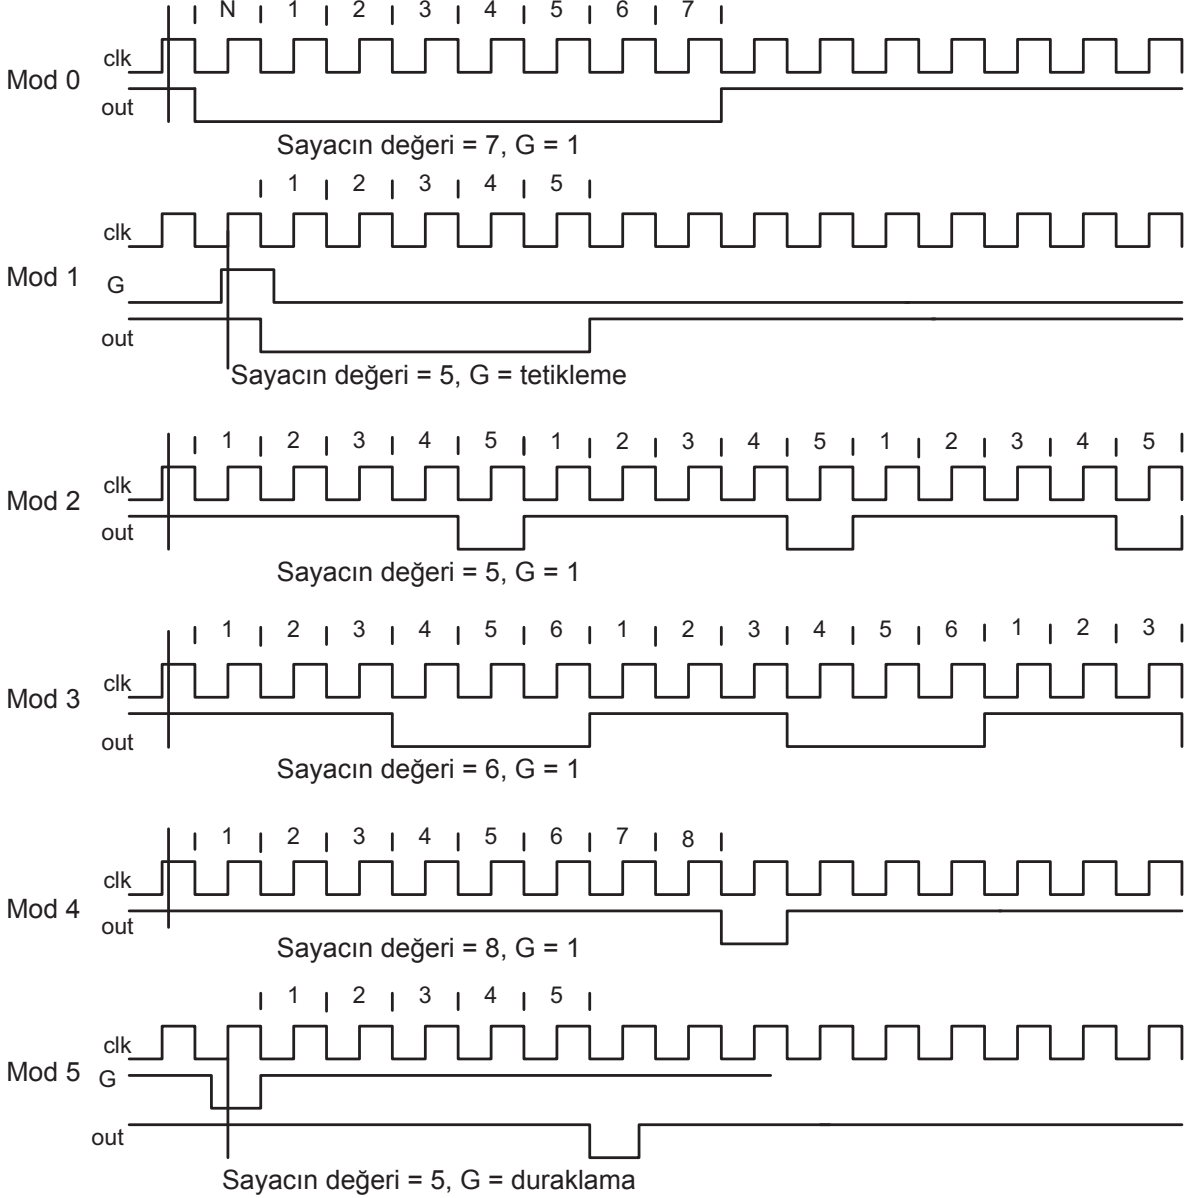 N 1 2 3 4 5 6 7
clk
Mod 0
out
Sayacın değeri = 7, G = 1
1 2 3 4 5
clk
Mod 1
G
out
Sayacın değeri = 5, G = tetikleme
1 2 3 4 5 1 2 3 4 5 1 2 3 4 5
clk
Mod 2
out
Sayacın değeri = 5, G = 1
1 2 3 4 5 6 1 2 3 4 5 6 1 2 3
clk
Mod 3
out
Sayacın değeri = 6, G = 1
1 2 3 4 5 6 7 8
clk
Mod 4
out
Sayacın değeri = 8, G = 1
1 2 3 4 5
clk
Mod 5
G
out
Sayacın değeri = 5, G = duraklama